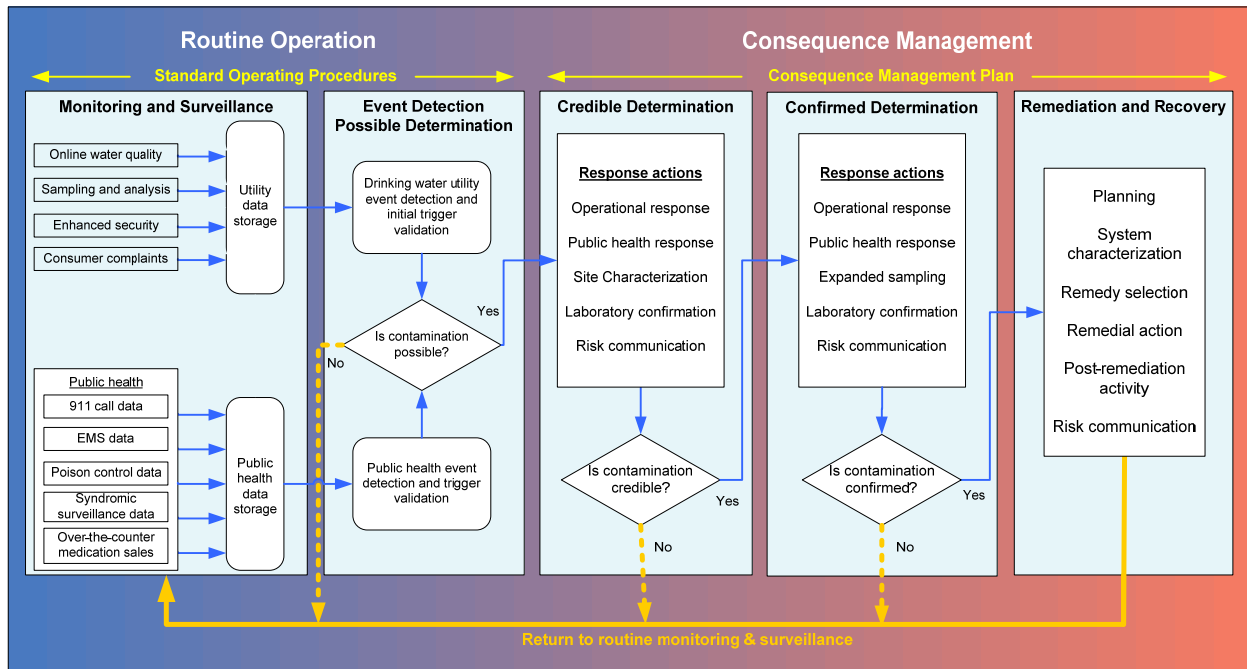 Routine Operation
Consequence Management
Standard Operating Procedures
Consequence Management Plan
Monitoring and Surveillance
Online water quality
Sampling and analysis
Enhanced security
Consumer complaints
Utility
data
storage
Public health
911 call data
EMS data
Poison control data
Syndromic
surveillance data
Over-the-counter
medication sales
Public
health data
storage
Event Detection
Possible Determination
Drinking water utility
event detection and
initial trigger
validation
Is contamination
possible?
Yes
No
Public health event
detection and trigger
validation
Credible Determination
Response actions
Operational response
Public health response
Site Characterization
Laboratory confirmation
Risk communication
Is contamination
credible?
Yes
No
Confirmed Determination
Response actions
Operational response
Public health response
Expanded sampling
Laboratory confirmation
Risk communication
Is contamination
confirmed?
Yes
No
Remediation and Recovery
Planning
System
characterization
Remedy selection
Remedial action
Post-remediation
activity
Risk communication
Return to routine monitoring & surveillance